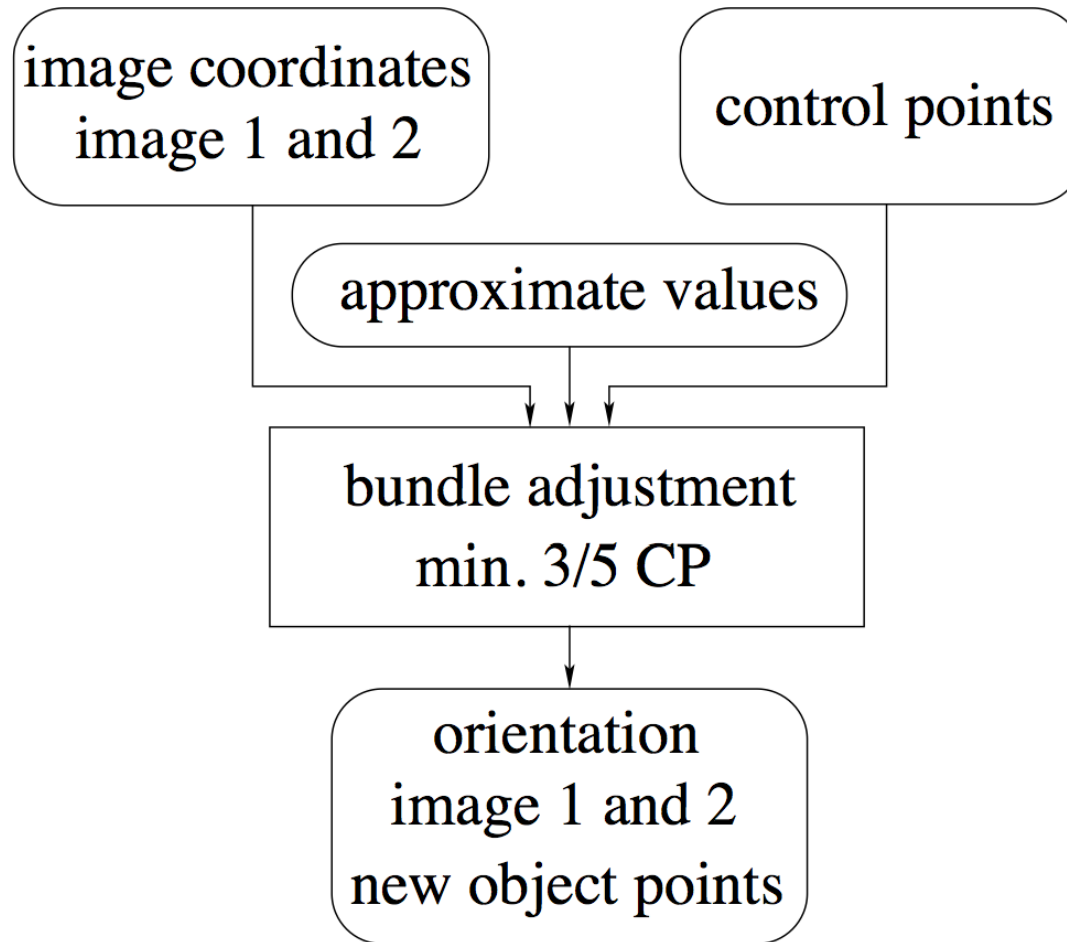 image coordinates
image 1 and 2
control points
approximate values
bundle adjustment
min. 3/5 CP
orientation
image 1 and 2
new object points